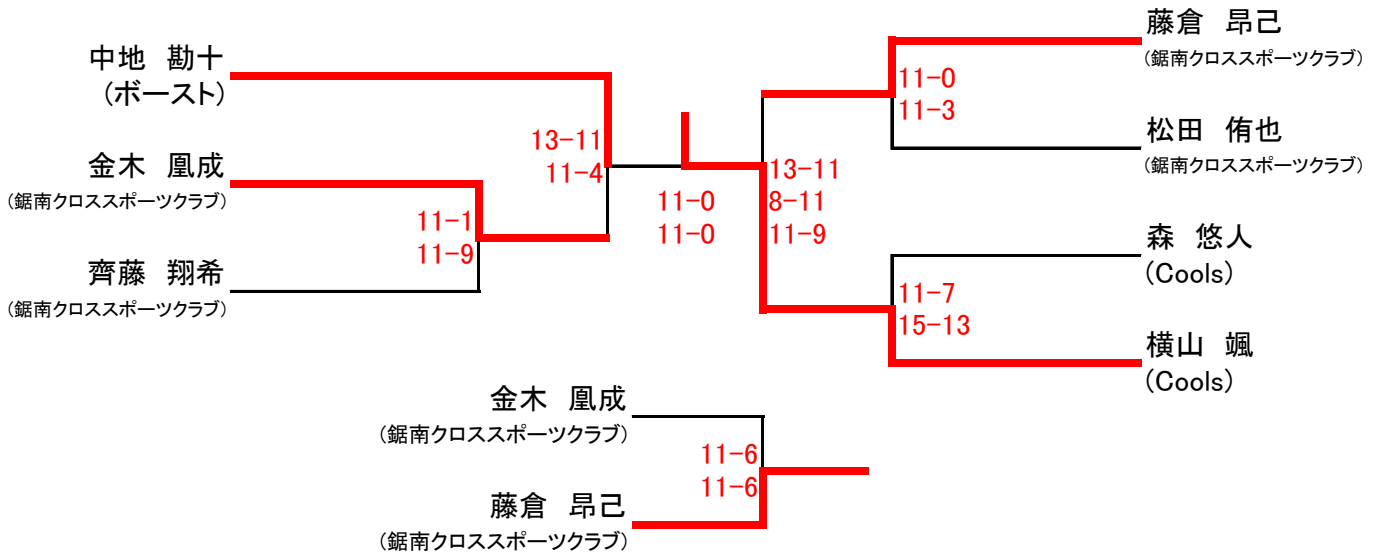 中地　勘十
(ボースト)
金木　凰成
(鋸南クロススポーツクラブ)
齊藤　翔希
(鋸南クロススポーツクラブ)
11-1
11-9
13-11
11-4
11-0
11-0
13-11
8-11
11-9
藤倉　昂己
(鋸南クロススポーツクラブ)
11-0
11-3
松田　侑也
(鋸南クロススポーツクラブ)
森　悠人
(Cools)
11-7
15-13
横山　颯
(Cools)
金木　凰成
(鋸南クロススポーツクラブ)
11-6
11-6
藤倉　昂己
(鋸南クロススポーツクラブ)